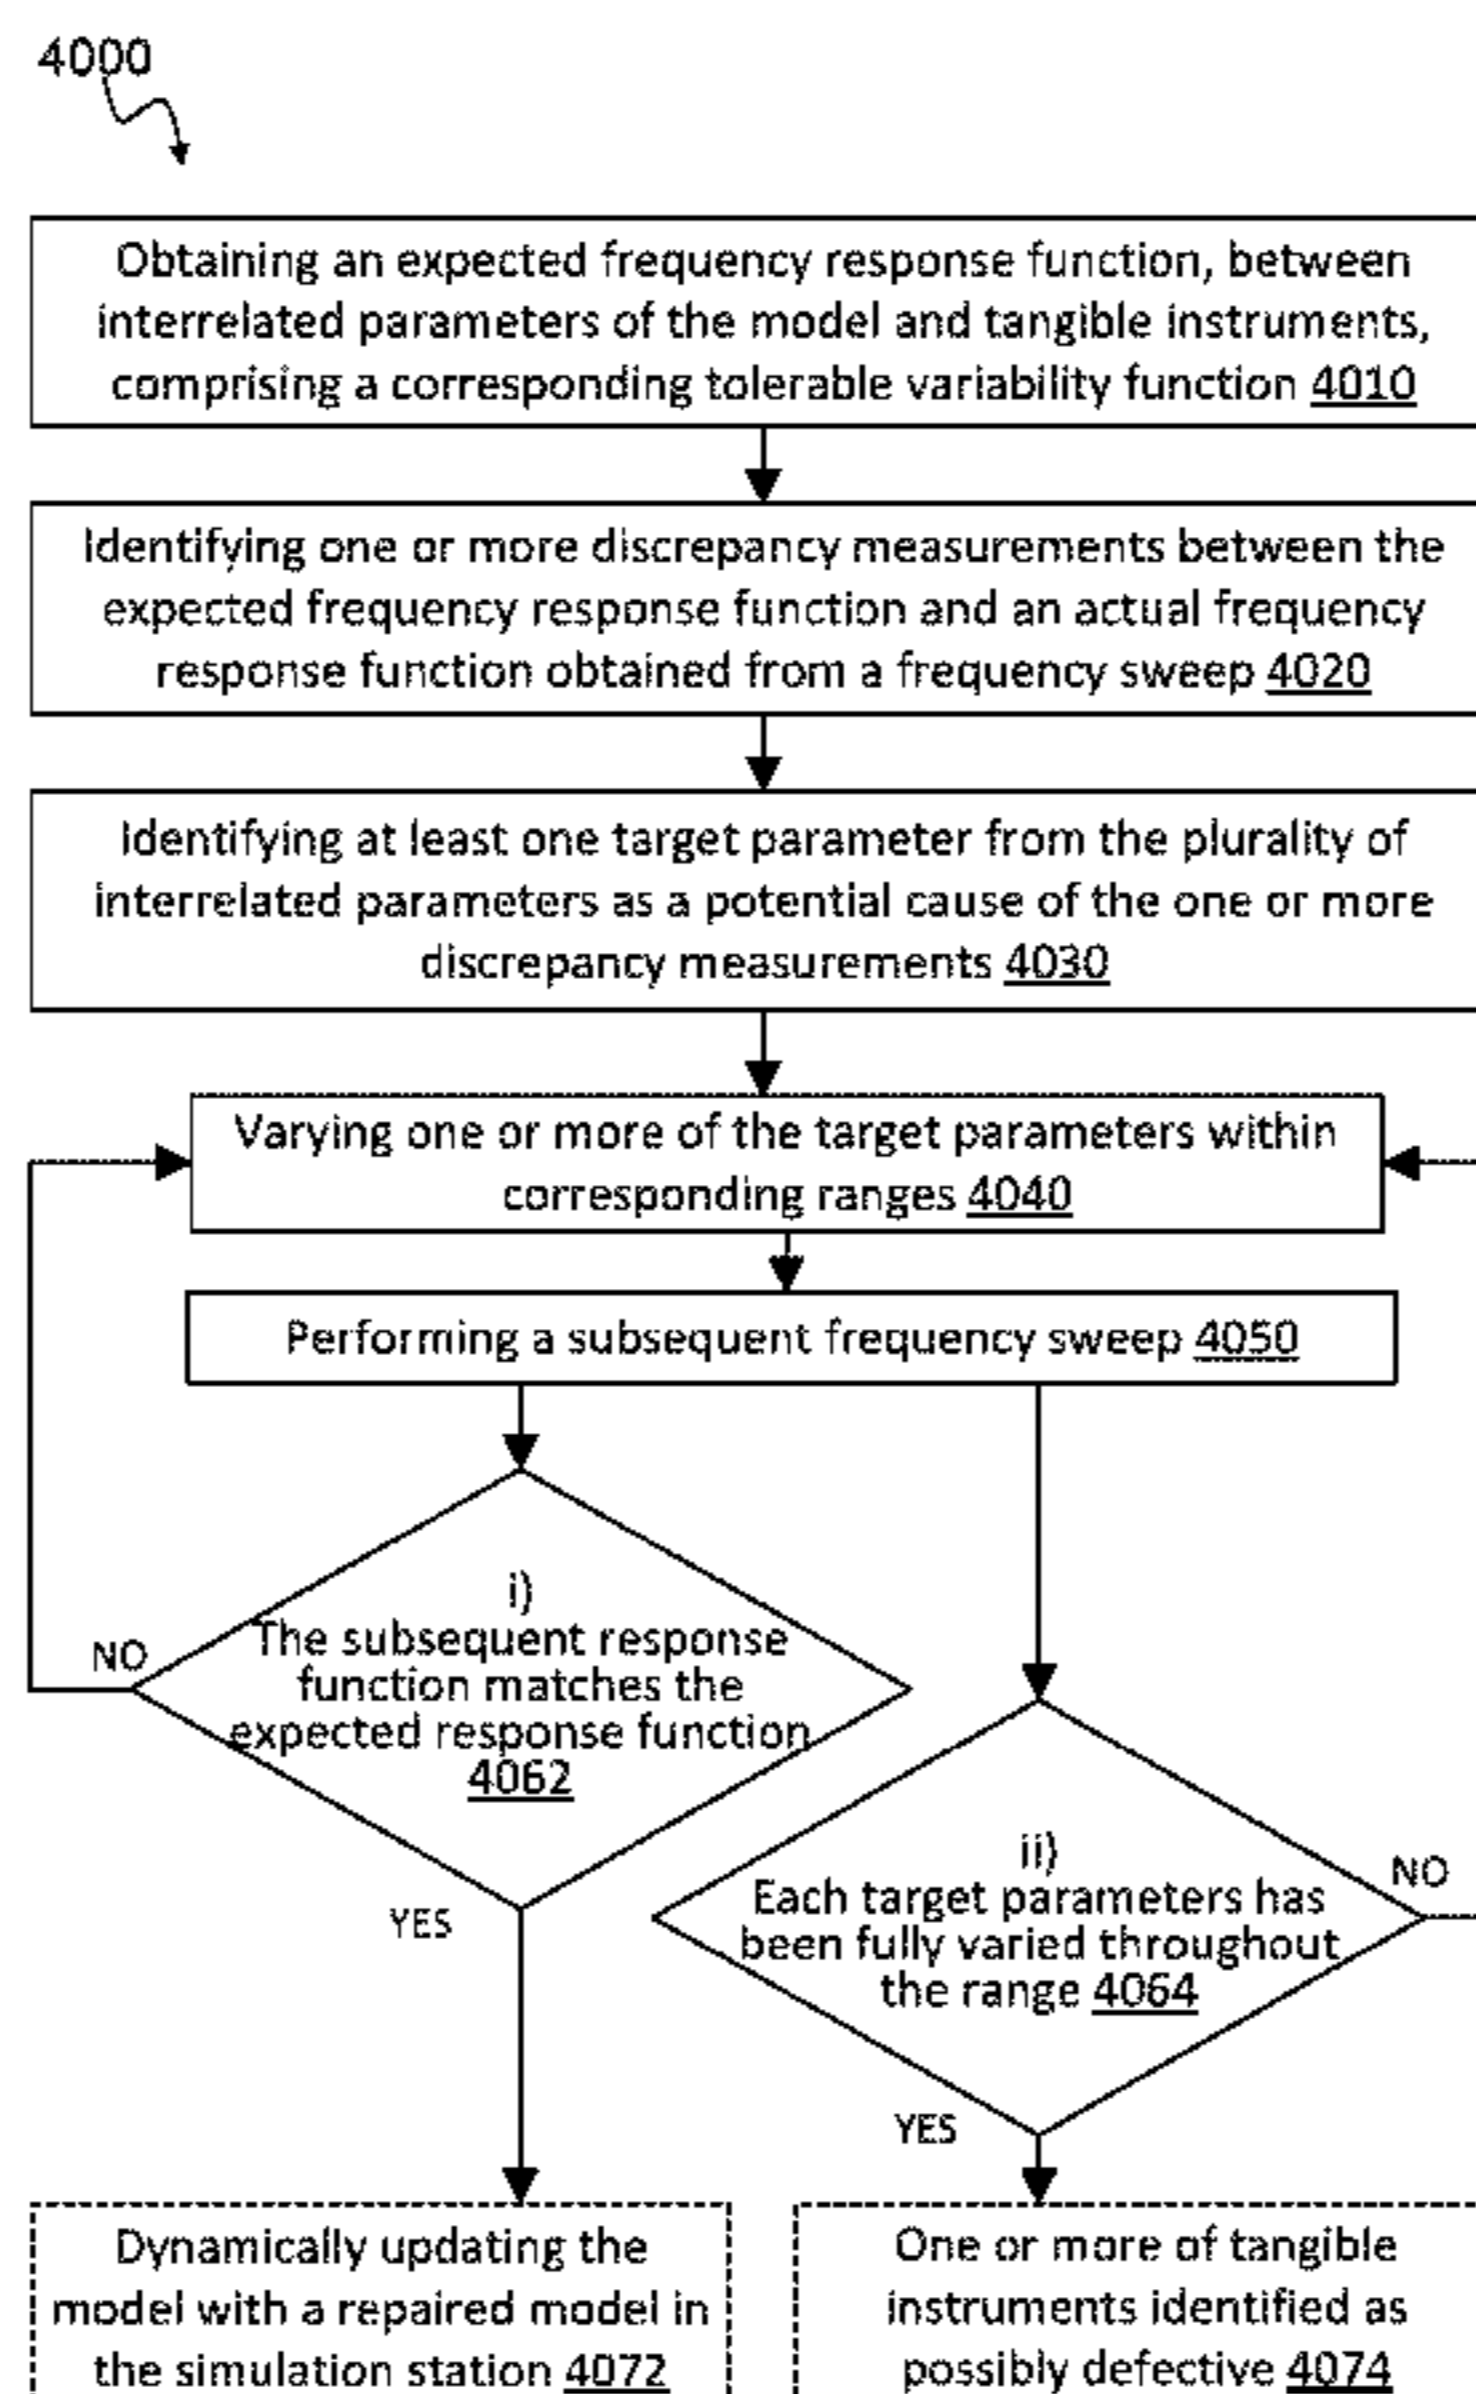 4000
Obtaining an expected frequency response function, between
interrelated parameters of the model and tangible instruments,
comprising a corresponding tolerable variability function 4010
Identifying one or more discrepancy measurements between the
expected frequency response function and an actual frequency
response function obtained from a frequency sweep 4020
Identifying at least one target parameter from the plurality of
interrelated parameters as a potential cause of the one or more
discrepancy measurements 4030
Varying one or more of the target parameters within
corresponding ranges 4040
Performing a subsequent frequency sweep 4050
i)
The subsequent response
function matches the
expected response function
4062
NO
YES
ii)
Each target parameters has
been fully varied throughout
the range 4064
NO
YES
Dynamically updating the
model with a repaired model in
the simulation station 4072
One or more of tangible
instruments identified as
possibly defective 4074